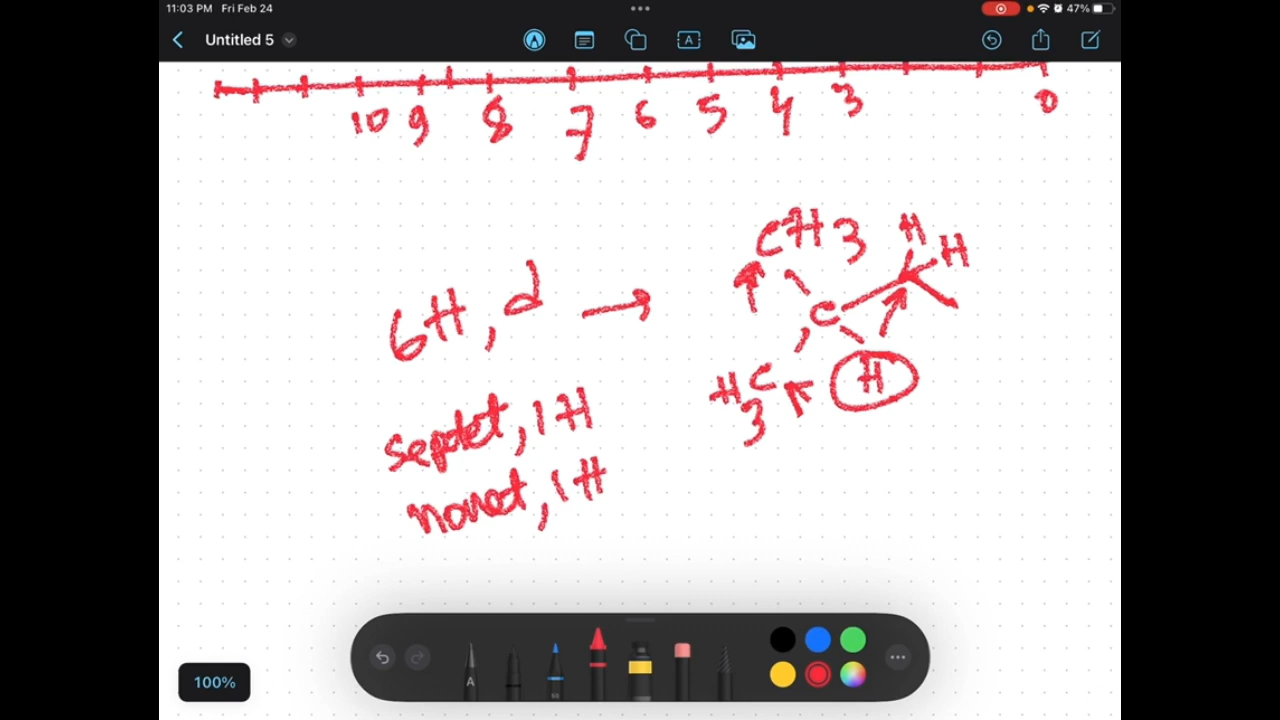 11:03 PM Fri Feb 24
47%
Untitled 5
A
10 9 8 7 6 5 4 3 0
CH3
H
H
C
6H, d →
H3C
H
septet, 1H
nonet, 1H
100%
A